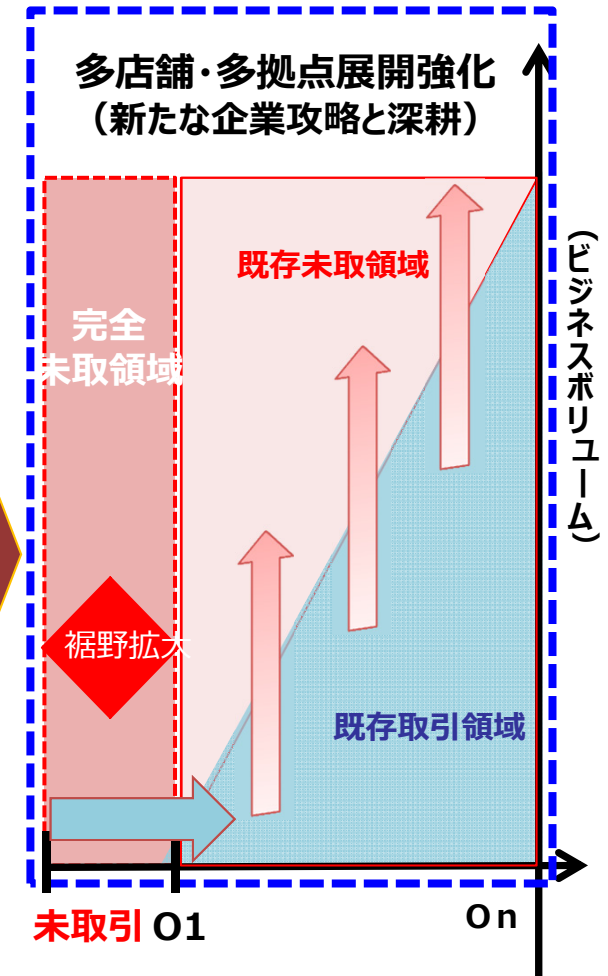 多店舗･多拠点展開強化
（新たな企業攻略と深耕）
既存未取領域
完全
未取領域
（ビジネスボリューム）
裾野拡大
既存取引領域
未取引 O1
On